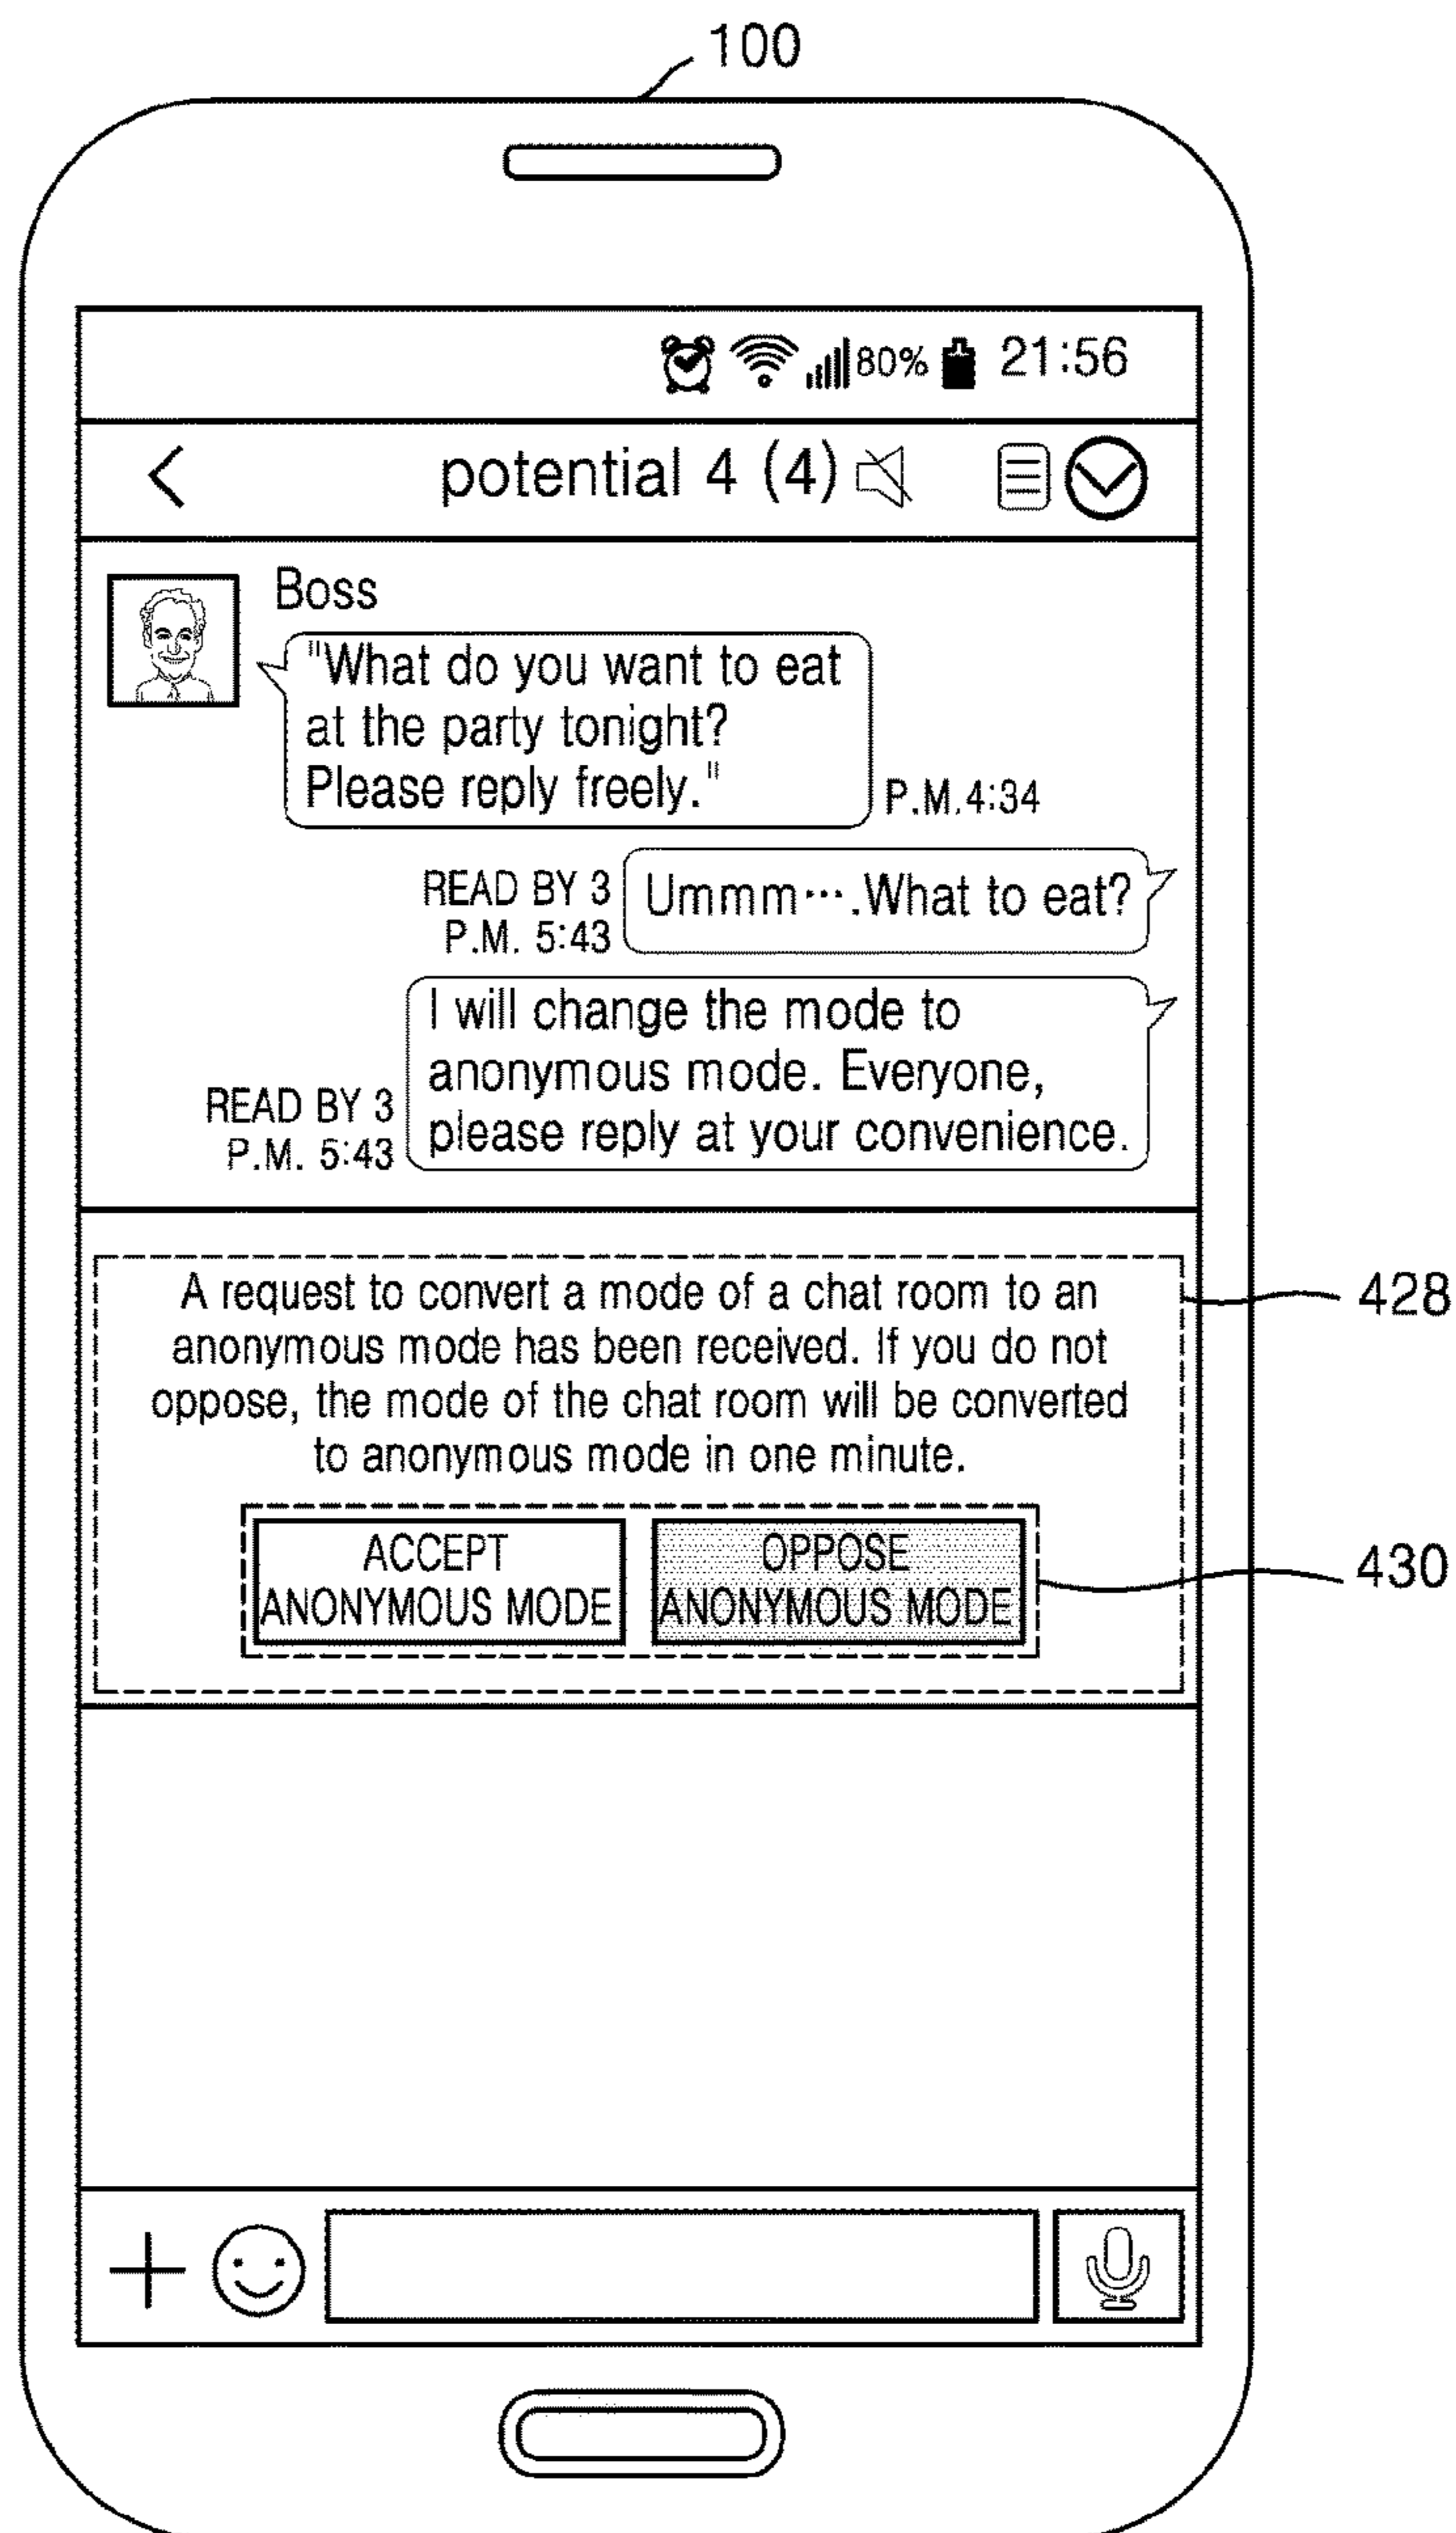 100
80% 21:56
potential 4 (4)
Boss
"What do you want to eat
at the party tonight?
Please reply freely."
P.M.4:34
READ BY 3
P.M. 5:43
Ummm···.What to eat?
I will change the mode to
anonymous mode. Everyone,
please reply at your convenience.
READ BY 3
P.M. 5:43
A request to convert a mode of a chat room to an
anonymous mode has been received. If you do not
oppose, the mode of the chat room will be converted
to anonymous mode in one minute.
428
ACCEPT
ANONYMOUS MODE
OPPOSE
ANONYMOUS MODE
430